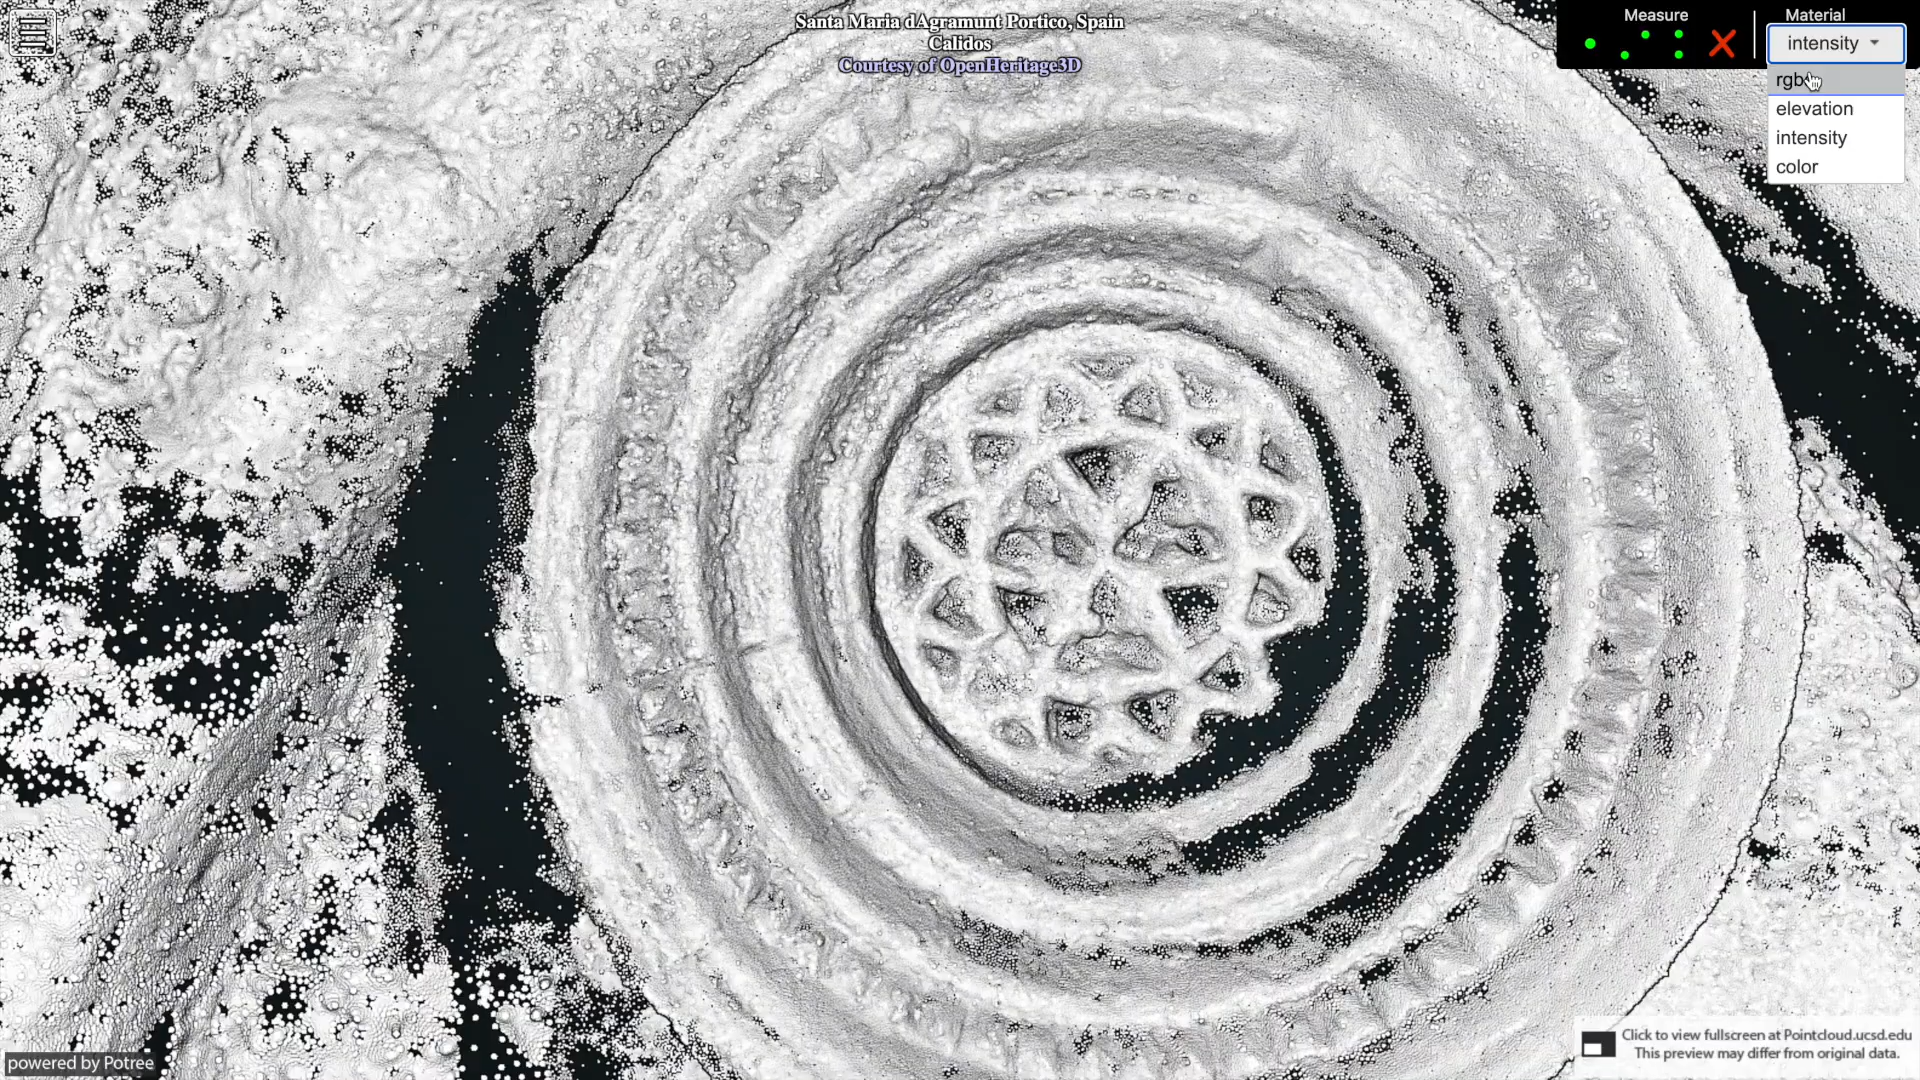 Santa Maria dAgramunt Portico, Spain
Calidos
Courtesy of OpenHeritage3D
Measure
Material
intensity
rgb
elevation
intensity
color
Click to view fullscreen at Pointcloud.ucsd.edu
This preview may differ from original data.
powered by Potree